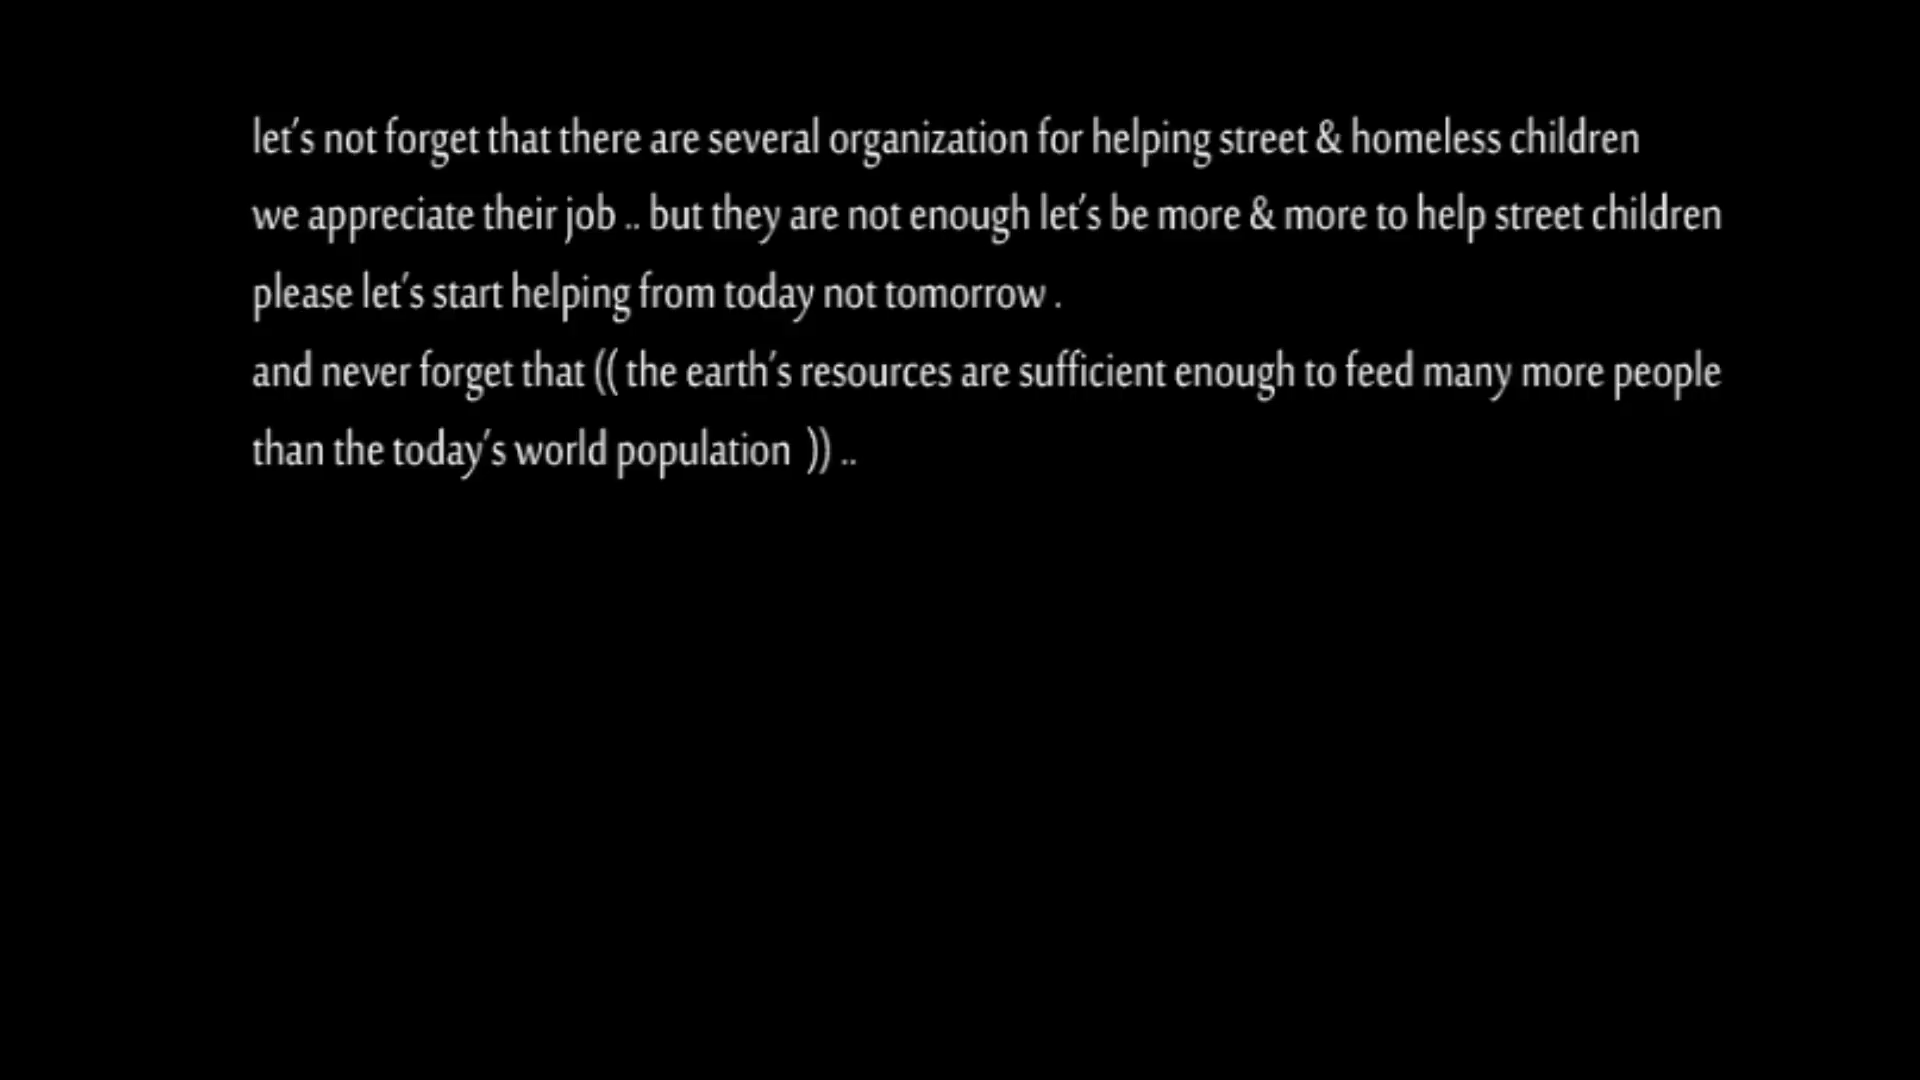 let's not forget that there are several organization for helping street & homeless children
we appreciate their job .. but they are not enough let's be more & more to help street children
please let's start helping from today not tomorrow .
and never forget that (( the earth's resources are sufficient enough to feed many more people
than the today's world population )) ..